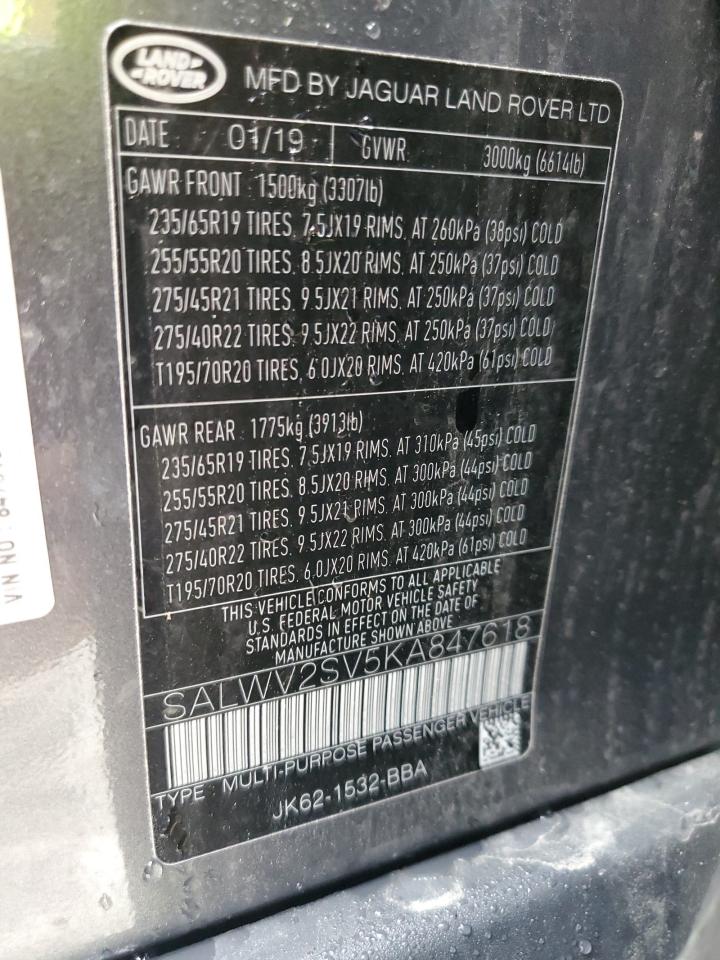 LAND ROVER
MFD BY JAGUAR LAND ROVER LTD
DATE 01/19 GVWR 3000kg (6614lb)
GAWR FRONT 1500kg (3307lb)
235/65R19 TIRES, 7.5JX19 RIMS, AT 260kPa (38psi) COLD
255/55R20 TIRES, 8.5JX20 RIMS, AT 250kPa (37psi) COLD
275/45R21 TIRES, 9.5JX21 RIMS, AT 250kPa (37psi) COLD
275/40R22 TIRES, 9.5JX22 RIMS, AT 250kPa (37psi) COLD
T195/70R20 TIRES, 6.0JX20 RIMS, AT 420kPa (61psi) COLD
GAWR REAR 1775kg (3913lb)
235/65R19 TIRES, 7.5JX19 RIMS, AT 310kPa (45psi) COLD
255/55R20 TIRES, 8.5JX20 RIMS, AT 300kPa (44psi) COLD
275/45R21 TIRES, 9.5JX21 RIMS, AT 300kPa (44psi) COLD
275/40R22 TIRES, 9.5JX22 RIMS, AT 300kPa (44psi) COLD
T195/70R20 TIRES, 6.0JX20 RIMS, AT 420kPa (61psi) COLD
THIS VEHICLE CONFORMS TO ALL APPLICABLE
U.S. FEDERAL MOTOR VEHICLE SAFETY
STANDARDS IN EFFECT ON THE DATE OF
MANUFACTURE SHOWN ABOVE
SALWV2SV5KA847618
TYPE: MULTI-PURPOSE PASSENGER VEHICLE
JK62-1532-BBA
VIN NO: